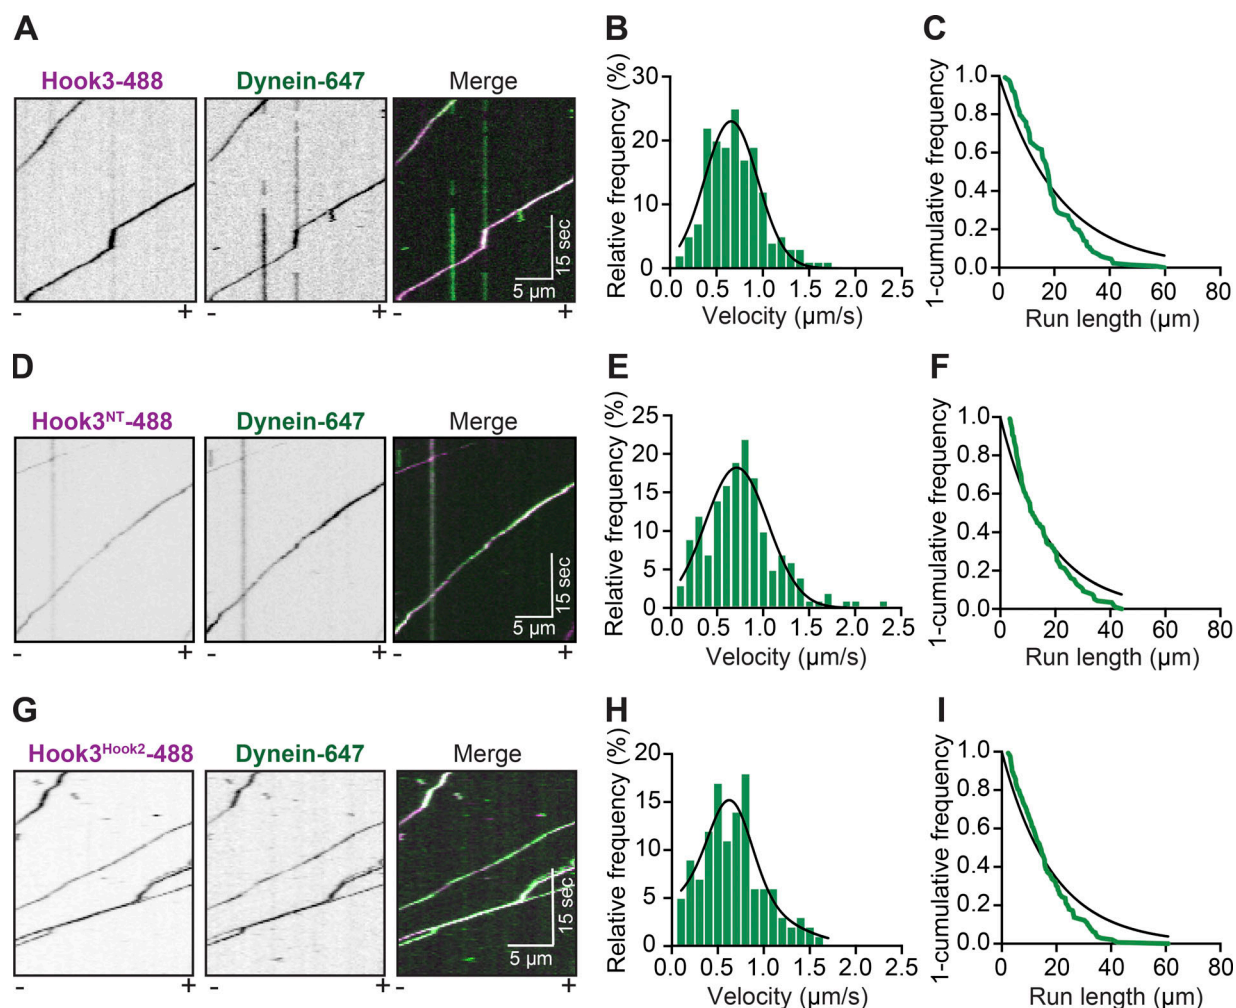 A
Hook3-488
Dynein-647
Merge
15 sec
5 µm
-
+
-
+
B
Relative frequency (%)
30
20
10
0
0.0 0.5 1.0 1.5 2.0 2.5
Velocity (µm/s)
C
1-cumulative frequency
1.0
0.8
0.6
0.4
0.2
0.0
0 20 40 60 80
Run length (µm)
D
Hook3NT-488
Dynein-647
Merge
15 sec
5 µm
-
+
-
+
E
Relative frequency (%)
25
20
15
10
5
0
0.0 0.5 1.0 1.5 2.0 2.5
Velocity (µm/s)
F
1-cumulative frequency
1.0
0.8
0.6
0.4
0.2
0.0
0 20 40 60 80
Run length (µm)
G
Hook3Hook2-488
Dynein-647
Merge
15 sec
5 µm
-
+
-
+
H
Relative frequency (%)
20
15
10
5
0
0.0 0.5 1.0 1.5 2.0 2.5
Velocity (µm/s)
I
1-cumulative frequency
1.0
0.8
0.6
0.4
0.2
0.0
0 20 40 60 80
Run length (µm)